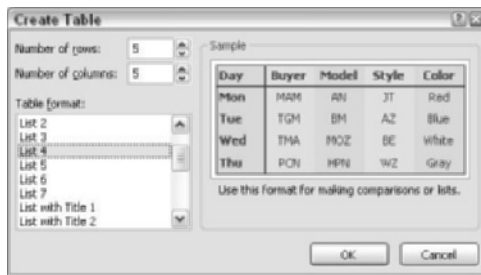 Create Table
Number of rows: 5
Number of columns: 5
Table format:
List 2
List 3
List 4
List 5
List 6
List 7
List with Title 1
List with Title 2
Sample
Day Buyer Model Style Color
Mon MAM AN JT Red
Tue TGM BM AZ Blue
Wed TMA MOZ BE White
Thu PCN HPN WZ Gray
Use this format for making comparisons or lists.
OK Cancel